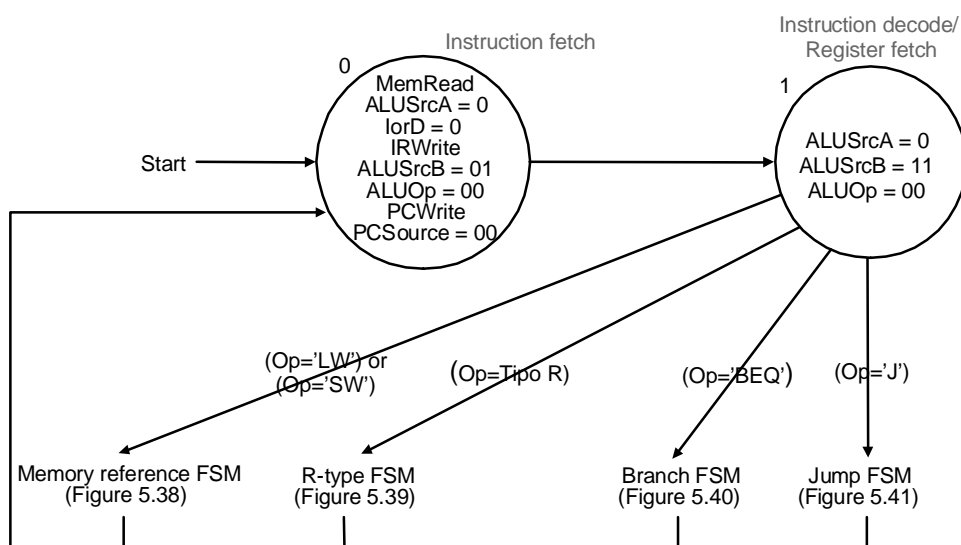 Instruction fetch
Instruction decode/
Register fetch
0
MemRead
ALUSrcA = 0
IorD = 0
IRWrite
ALUSrcB = 01
ALUOp = 00
PCWrite
PCSource = 00
Start
1
ALUSrcA = 0
ALUSrcB = 11
ALUOp = 00
(Op='LW') or
(Op='SW')
(Op=Tipo R)
(Op='BEQ')
(Op='J')
Memory reference FSM
(Figure 5.38)
R-type FSM
(Figure 5.39)
Branch FSM
(Figure 5.40)
Jump FSM
(Figure 5.41)